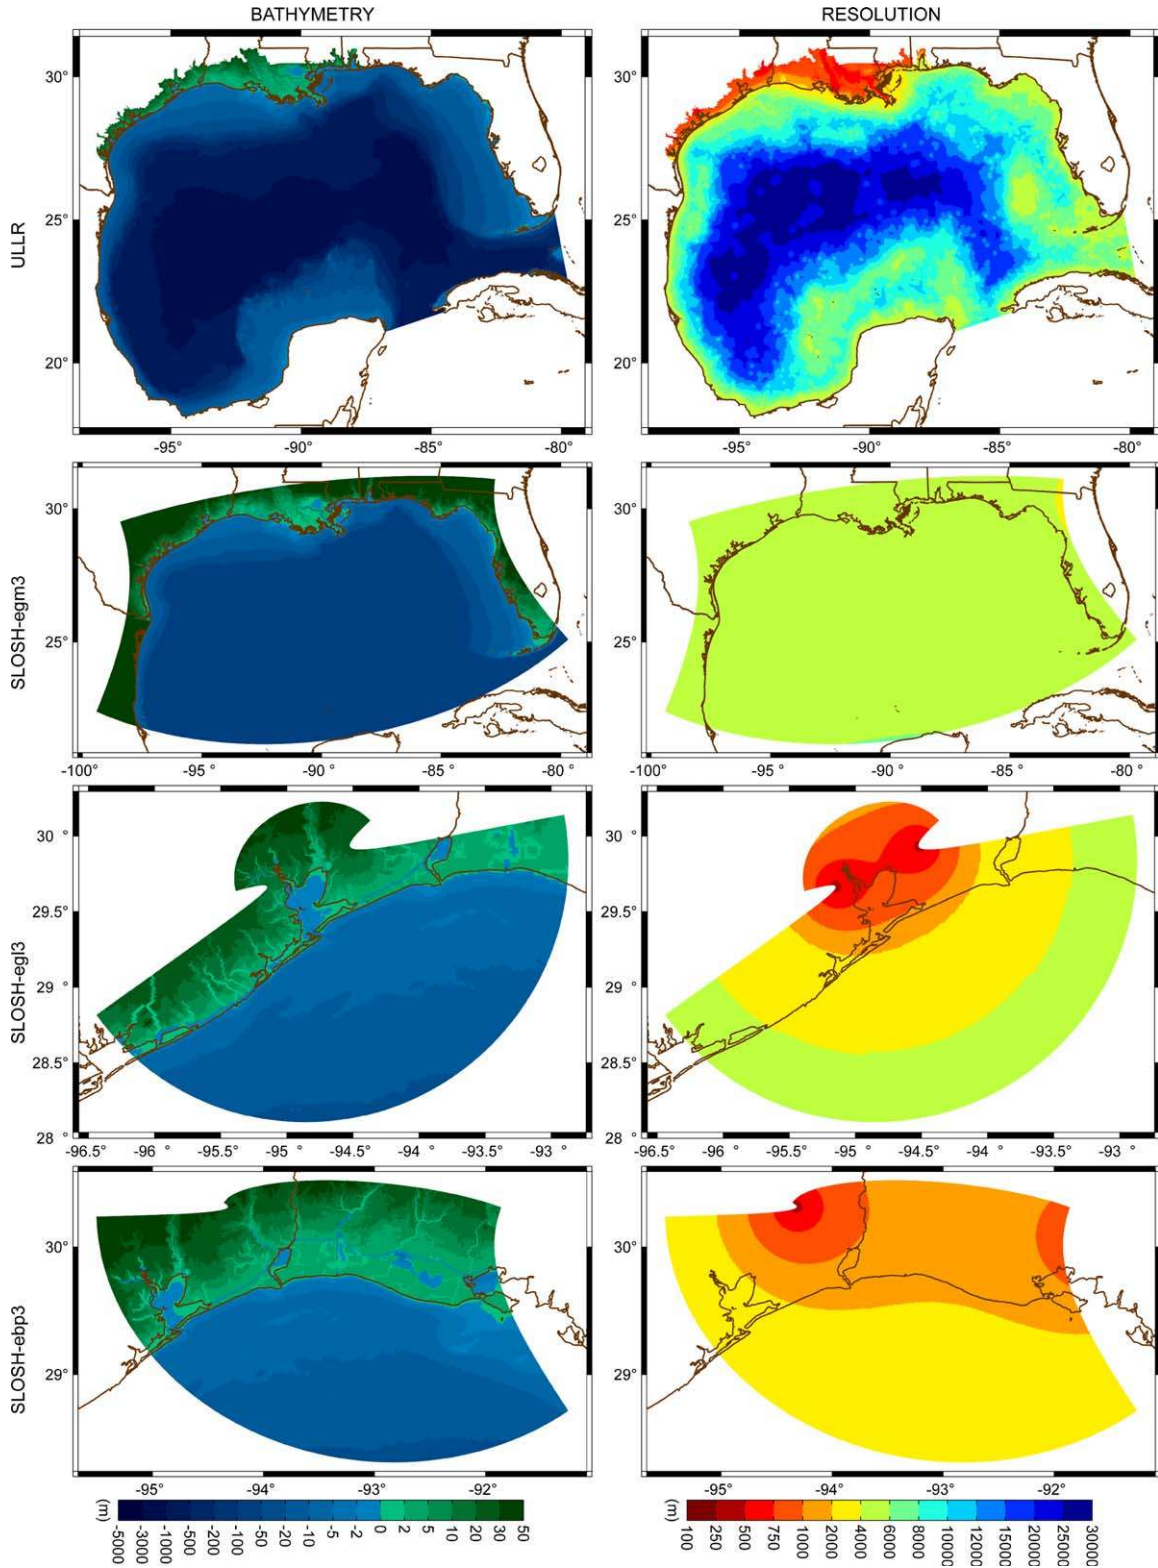 BATHYMETRY RESOLUTION
ULLR
30° 30°
25° 25°
20° 20°
-95° -90° -85° -80° -95° -90° -85° -80°
SLOSH-egm3
30° 30°
25° 25°
-100° -95° -90° -85° -80° -100° -95° -90° -85 ° -80 °
SLOSH-egl3
30 ° 30 °
29.5° 29.5°
29 ° 29 °
28.5° 28.5°
28 ° 28 °
-96.5° -96 ° -95.5° -95 ° -94.5° -94 ° -93.5° -93 ° -96.5° -96 ° -95.5° -95 ° -94.5° -94 ° -93.5° -93 °
SLOSH-ebp3
30° 30°
29° 29°
-95° -94° -93° -92° -95° -94° -93° -92°
(m) -5000 -3000 -1000 -200 -100 -20 -10 -5 -2 0 2 5 10 20 30 50
(m) 100 250 500 750 1000 2000 4000 6000 8000 10000 12000 15000 20000 25000 30000